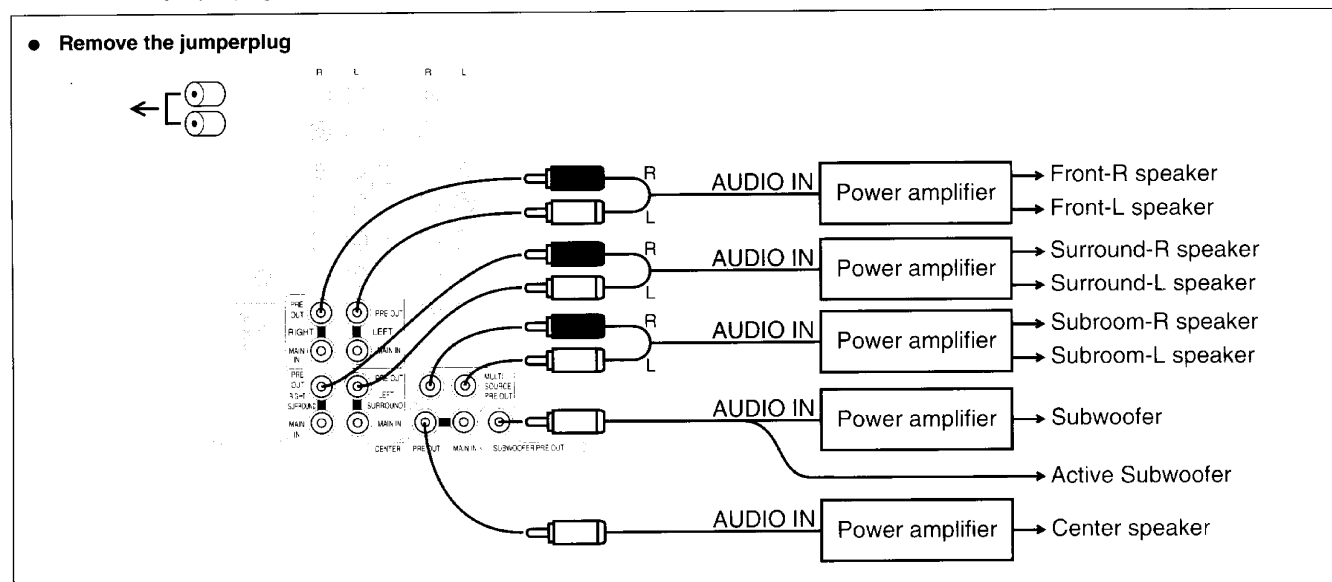 ● Remove the jumperplug
R L R L
R
AUDIO IN
Power amplifier
Front-R speaker
L
Front-L speaker
R
AUDIO IN
Power amplifier
Surround-R speaker
L
Surround-L speaker
R
AUDIO IN
Power amplifier
Subroom-R speaker
L
Subroom-L speaker
AUDIO IN
Power amplifier
Subwoofer
Active Subwoofer
AUDIO IN
Power amplifier
Center speaker
PRE OUT
PRE OUT
RIGHT
LEFT
MAIN IN
MAIN IN
PRE OUT
PRE OUT
RIGHT SURROUND
LEFT SURROUND
MAIN IN
MAIN IN
MULTI
SOURCE
PRE OUT
CENTER PRE OUT MAIN IN SUBWOOFER PRE OUT